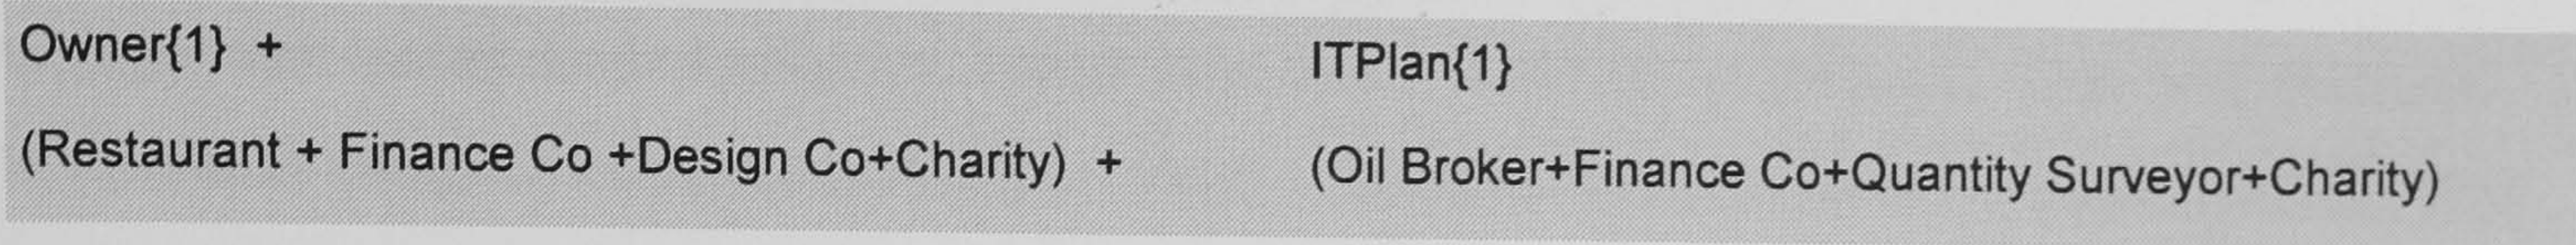 Owner{1} + ITPlan{1}
(Restaurant + Finance Co +Design Co+Charity) + (Oil Broker+Finance Co+Quantity Surveyor+Charity)